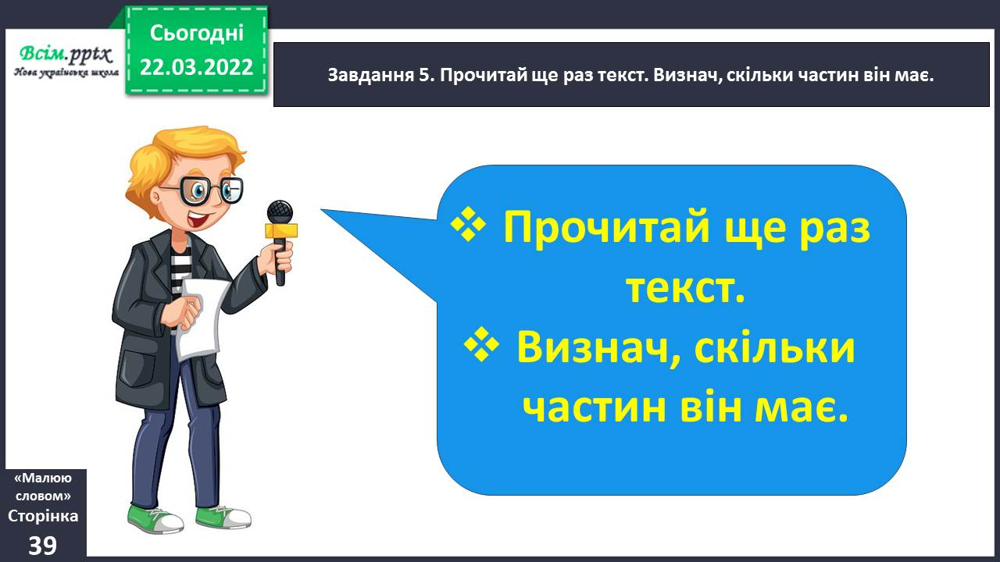 Всім.pptx
Нова українська школа
Сьогодні
22.03.2022
Завдання 5. Прочитай ще раз текст. Визнач, скільки частин він має.
❖ Прочитай ще раз
текст.
❖ Визнач, скільки
частин він має.
«Малюю
словом»
Сторінка
39